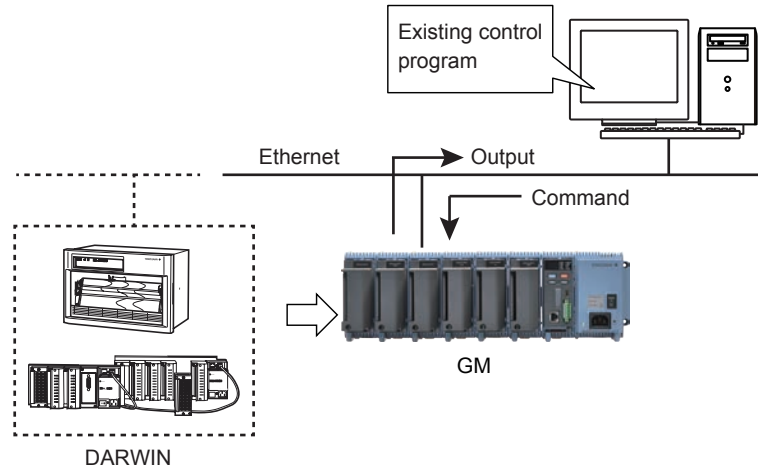 Existing control
program
Ethernet
Output
Command
GM
DARWIN